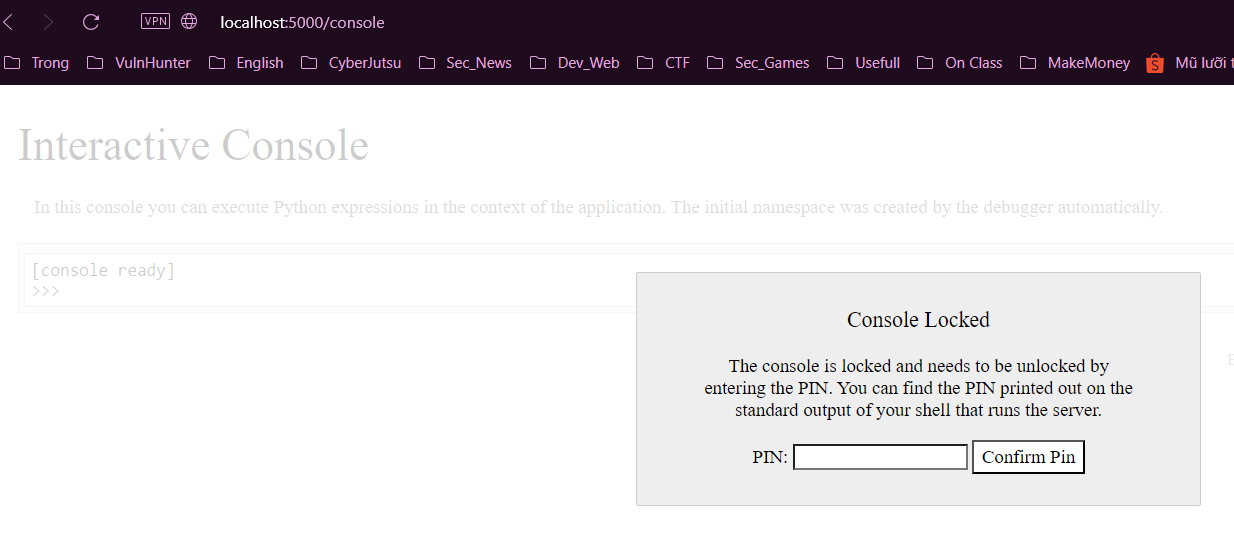 VPN localhost:5000/console
Trong VulnHunter English CyberJutsu Sec_News Dev_Web CTF Sec_Games Usefull On Class MakeMoney Mũ lưỡi t
Interactive Console
In this console you can execute Python expressions in the context of the application. The initial namespace was created by the debugger automatically.
[console ready]
>>>
Console Locked
The console is locked and needs to be unlocked by
entering the PIN. You can find the PIN printed out on the
standard output of your shell that runs the server.
PIN: Confirm Pin